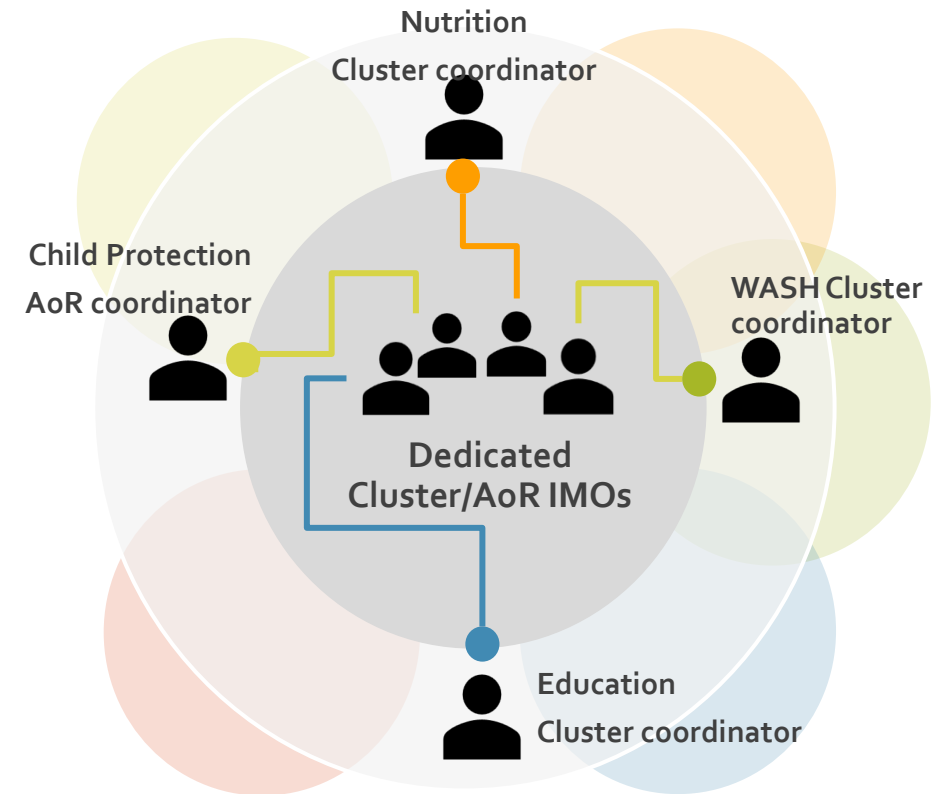 Nutrition
Cluster coordinator
Child Protection
AoR coordinator
WASH Cluster
coordinator
Dedicated
Cluster/AoR IMOs
Education
Cluster coordinator